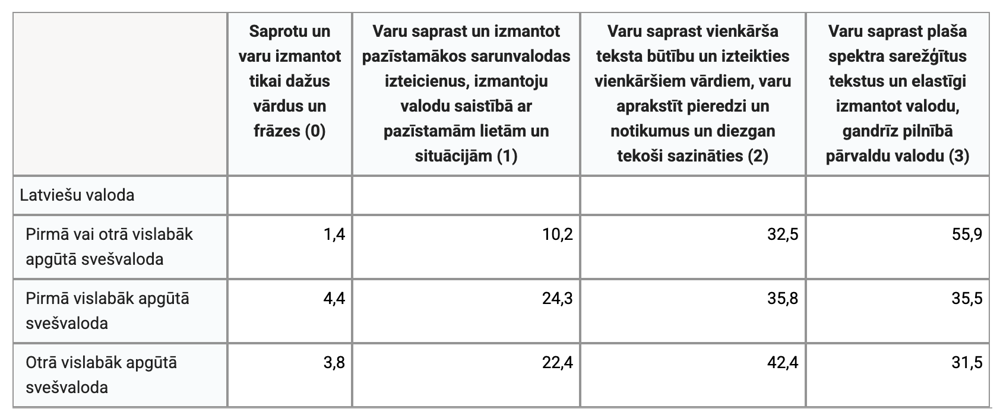 Saprotu un
varu izmantot
tikai dažus
vārdus un
frāzes (0)
Varu saprast un izmantot
pazīstamākos sarunvalodas
izteicienus, izmantoju
valodu saistībā ar
pazīstamām lietām un
situācijām (1)
Varu saprast vienkārša
teksta būtību un izteikties
vienkāršiem vārdiem, varu
aprakstīt pieredzi un
notikumus un diezgan
tekoši sazināties (2)
Varu saprast plaša
spektra sarežģītus
tekstus un elastīgi
izmantot valodu,
gandrīz pilnībā
pārvaldu valodu (3)
Latviešu valoda
Pirmā vai otrā vislabāk
apgūtā svešvaloda
1,4
10,2
32,5
55,9
Pirmā vislabāk apgūtā
svešvaloda
4,4
24,3
35,8
35,5
Otrā vislabāk apgūtā
svešvaloda
3,8
22,4
42,4
31,5